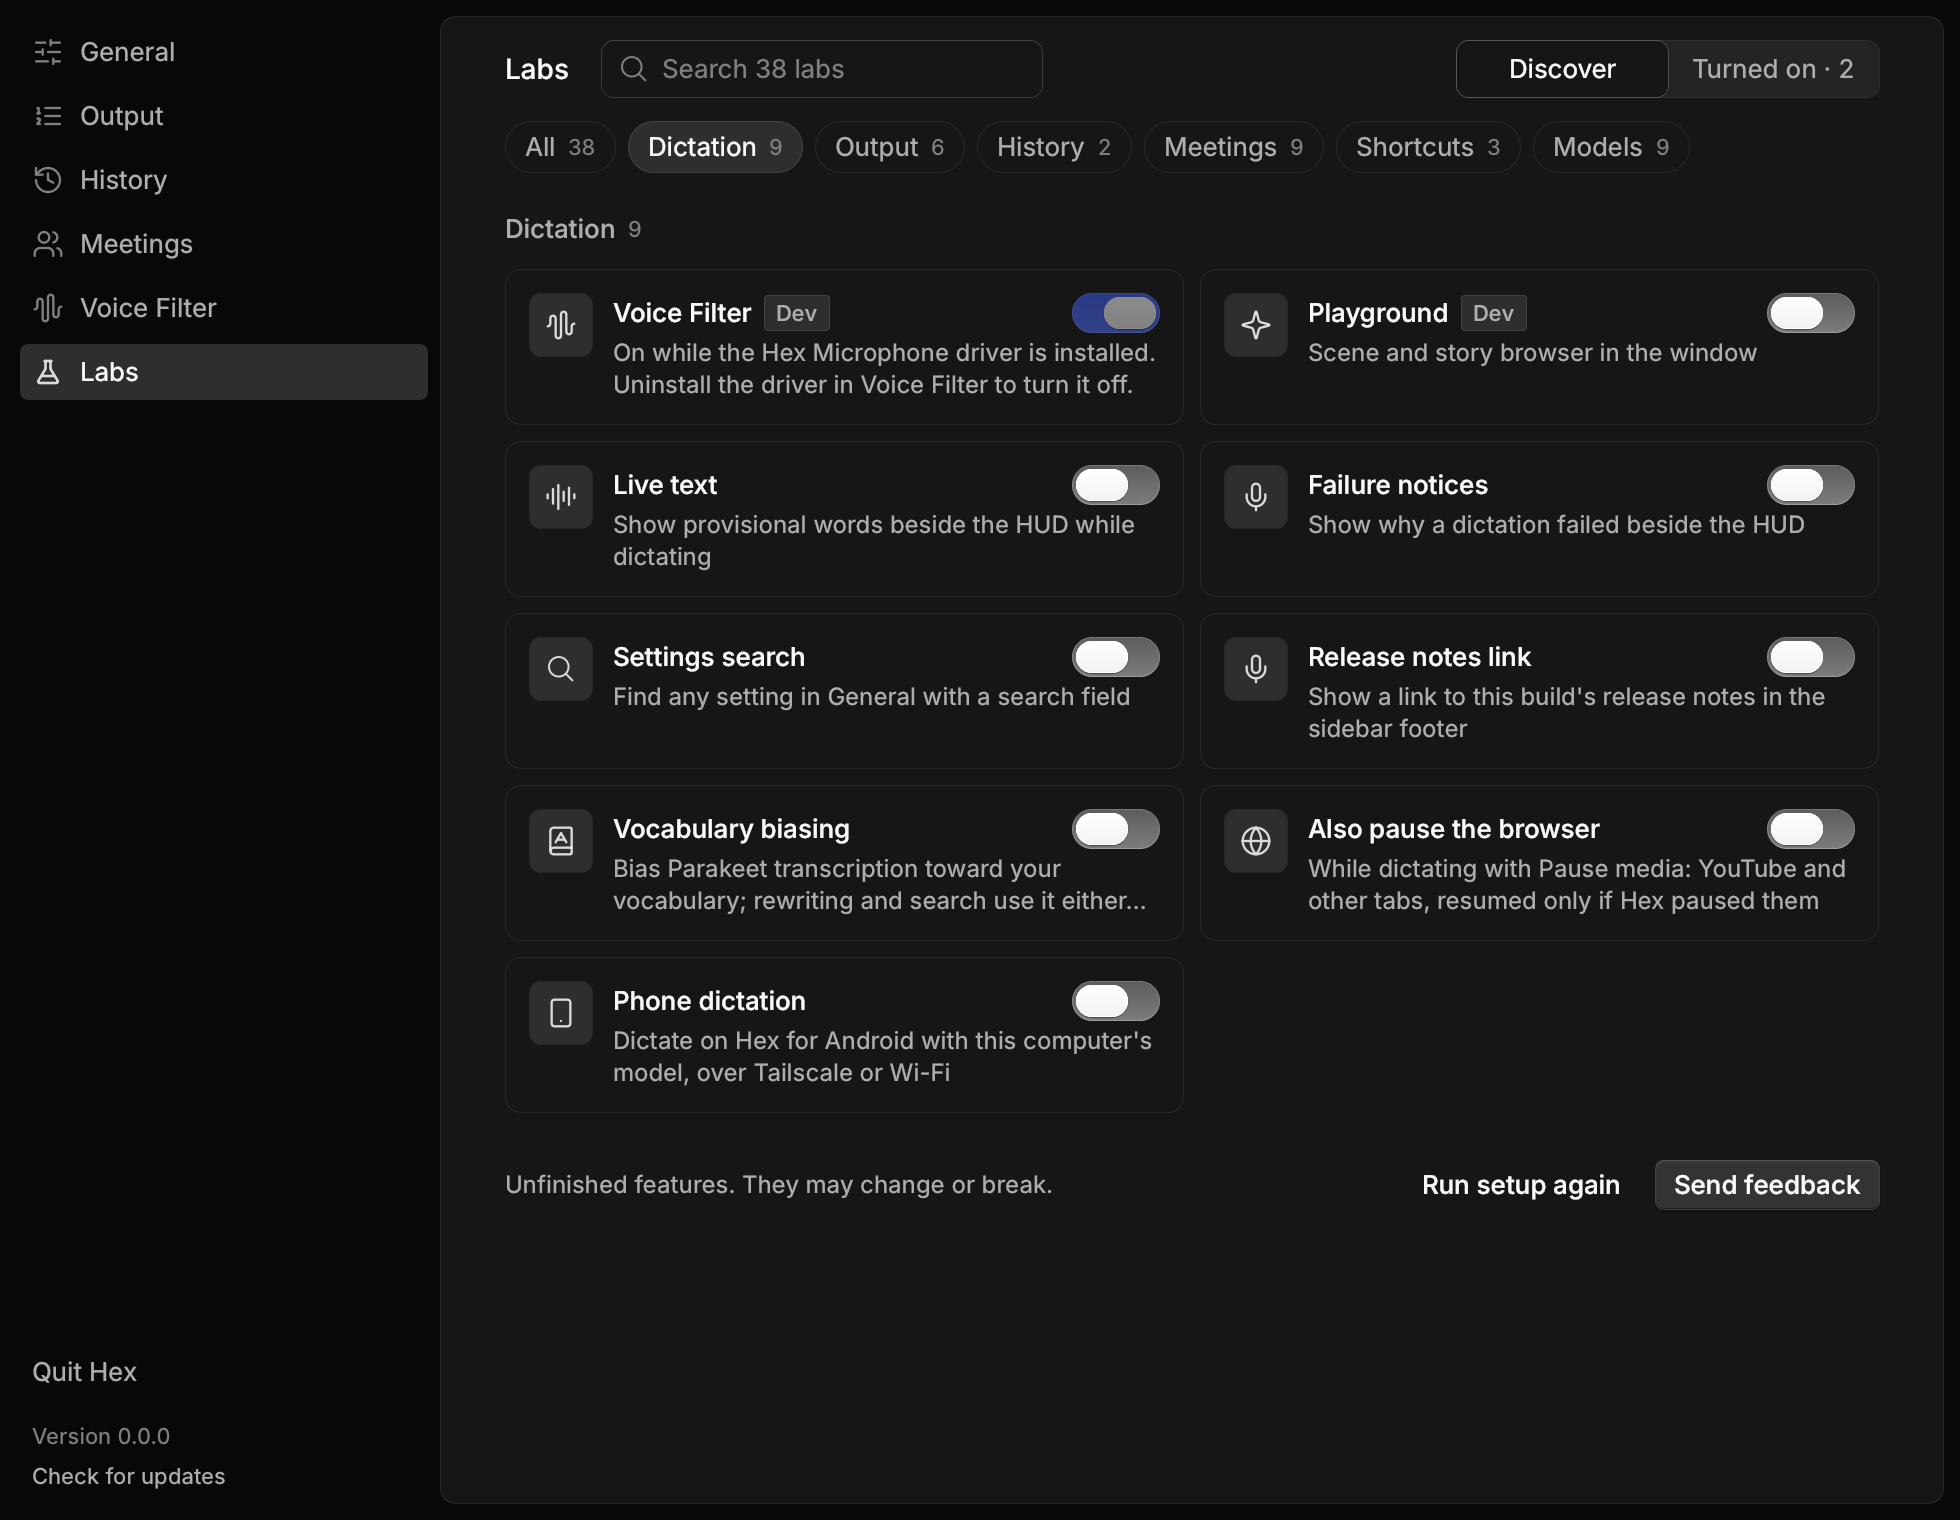 General
Output
History
Meetings
Voice Filter
Labs
Quit Hex
Version 0.0.0
Check for updates
Labs
Search 38 labs
Discover
Turned on · 2
All 38
Dictation 9
Output 6
History 2
Meetings 9
Shortcuts 3
Models 9
Dictation 9
Voice Filter Dev
On while the Hex Microphone driver is installed.
Uninstall the driver in Voice Filter to turn it off.
Playground Dev
Scene and story browser in the window
Live text
Show provisional words beside the HUD while
dictating
Failure notices
Show why a dictation failed beside the HUD
Settings search
Find any setting in General with a search field
Release notes link
Show a link to this build's release notes in the
sidebar footer
Vocabulary biasing
Bias Parakeet transcription toward your
vocabulary; rewriting and search use it either...
Also pause the browser
While dictating with Pause media: YouTube and
other tabs, resumed only if Hex paused them
Phone dictation
Dictate on Hex for Android with this computer's
model, over Tailscale or Wi-Fi
Unfinished features. They may change or break.
Run setup again
Send feedback